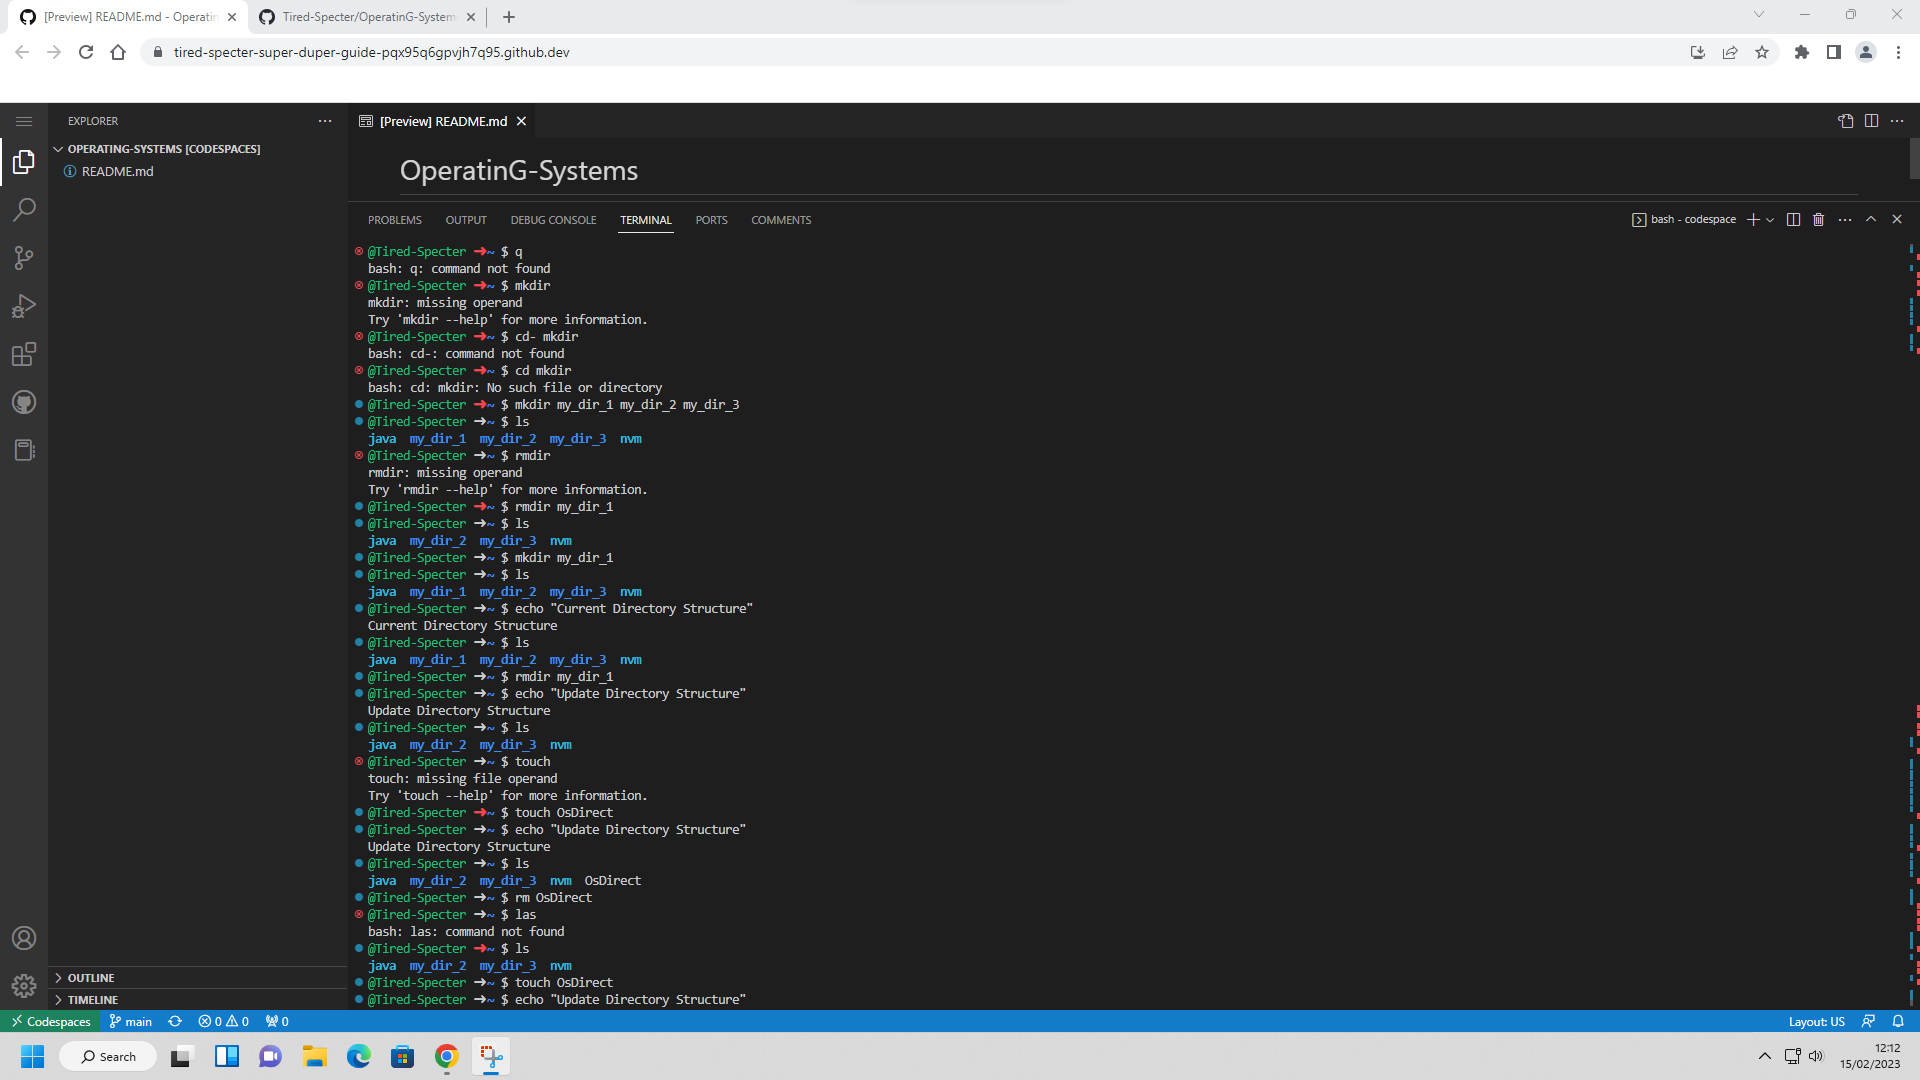 [Preview] README.md - Operatin
Tired-Specter/OperatinG-System
tired-specter-super-duper-guide-pqx95q6gpvjh7q95.github.dev
EXPLORER
OPERATING-SYSTEMS [CODESPACES]
README.md
[Preview] README.md
OperatinG-Systems
PROBLEMS OUTPUT DEBUG CONSOLE TERMINAL PORTS COMMENTS
bash - codespace
@Tired-Specter ➜~ $ q
bash: q: command not found
@Tired-Specter ➜~ $ mkdir
mkdir: missing operand
Try 'mkdir --help' for more information.
@Tired-Specter ➜~ $ cd- mkdir
bash: cd-: command not found
@Tired-Specter ➜~ $ cd mkdir
bash: cd: mkdir: No such file or directory
@Tired-Specter ➜~ $ mkdir my_dir_1 my_dir_2 my_dir_3
@Tired-Specter ➜~ $ ls
java my_dir_1 my_dir_2 my_dir_3 nvm
@Tired-Specter ➜~ $ rmdir
rmdir: missing operand
Try 'rmdir --help' for more information.
@Tired-Specter ➜~ $ rmdir my_dir_1
@Tired-Specter ➜~ $ ls
java my_dir_2 my_dir_3 nvm
@Tired-Specter ➜~ $ mkdir my_dir_1
@Tired-Specter ➜~ $ ls
java my_dir_1 my_dir_2 my_dir_3 nvm
@Tired-Specter ➜~ $ echo "Current Directory Structure"
Current Directory Structure
@Tired-Specter ➜~ $ ls
java my_dir_1 my_dir_2 my_dir_3 nvm
@Tired-Specter ➜~ $ rmdir my_dir_1
@Tired-Specter ➜~ $ echo "Update Directory Structure"
Update Directory Structure
@Tired-Specter ➜~ $ ls
java my_dir_2 my_dir_3 nvm
@Tired-Specter ➜~ $ touch
touch: missing file operand
Try 'touch --help' for more information.
@Tired-Specter ➜~ $ touch OsDirect
@Tired-Specter ➜~ $ echo "Update Directory Structure"
Update Directory Structure
@Tired-Specter ➜~ $ ls
java my_dir_2 my_dir_3 nvm OsDirect
@Tired-Specter ➜~ $ rm OsDirect
@Tired-Specter ➜~ $ las
bash: las: command not found
@Tired-Specter ➜~ $ ls
java my_dir_2 my_dir_3 nvm
@Tired-Specter ➜~ $ touch OsDirect
@Tired-Specter ➜~ $ echo "Update Directory Structure"
OUTLINE
TIMELINE
Codespaces main 0 0 0 Layout: US
Search
12:12
15/02/2023